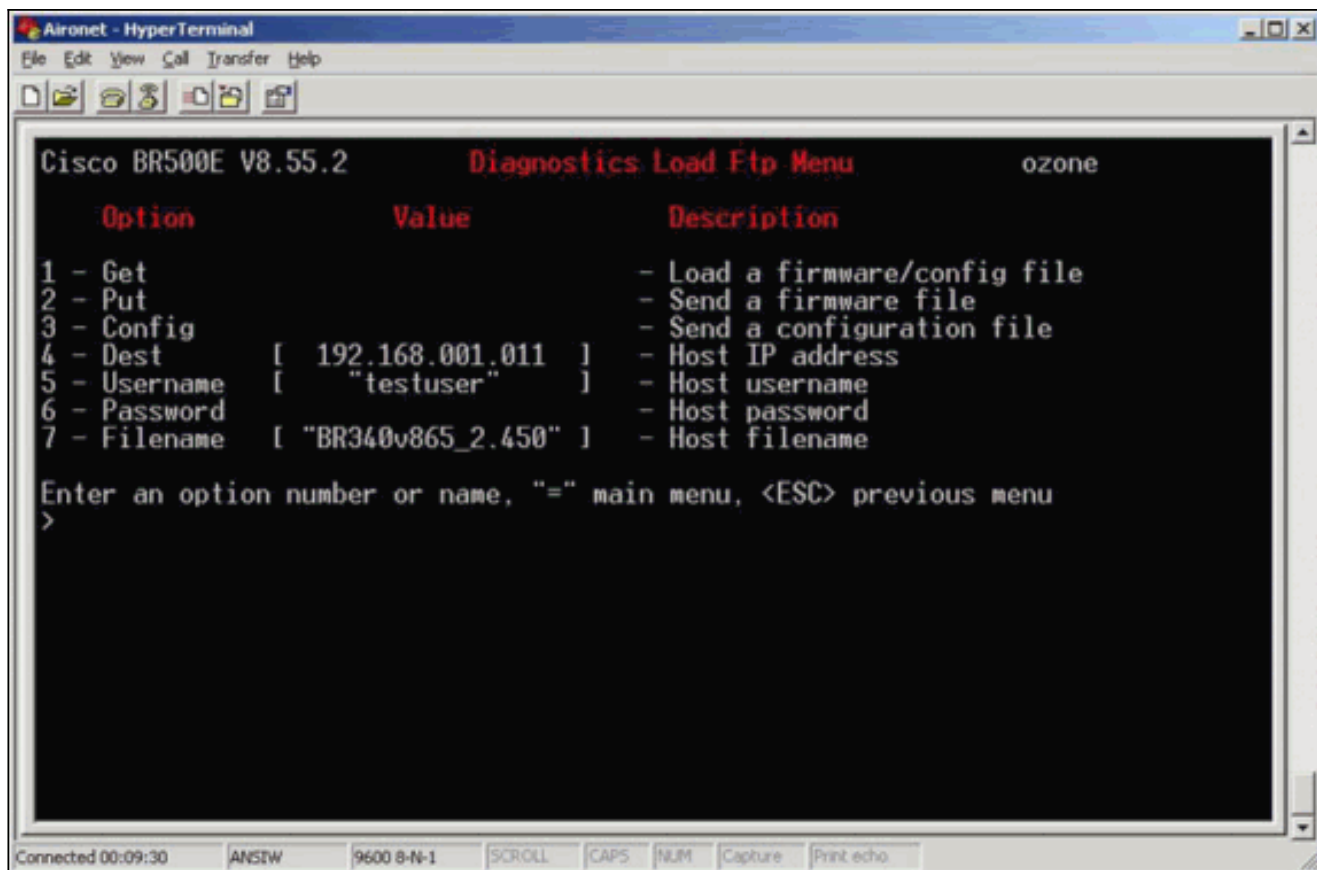 Aironet - HyperTerminal
File Edit View Call Transfer Help
Cisco BR500E V8.55.2 Diagnostics Load Ftp Menu ozone
Option Value Description
1 - Get - Load a firmware/config file
2 - Put - Send a firmware file
3 - Config - Send a configuration file
4 - Dest [ 192.168.001.011 ] - Host IP address
5 - Username [ "testuser" ] - Host username
6 - Password - Host password
7 - Filename [ "BR340v865_2.450" ] - Host filename
Enter an option number or name, "=" main menu, <ESC> previous menu
>
Connected 00:09:30 ANSIW 9600 8-N-1 SCROLL CAPS NUM Capture Print echo